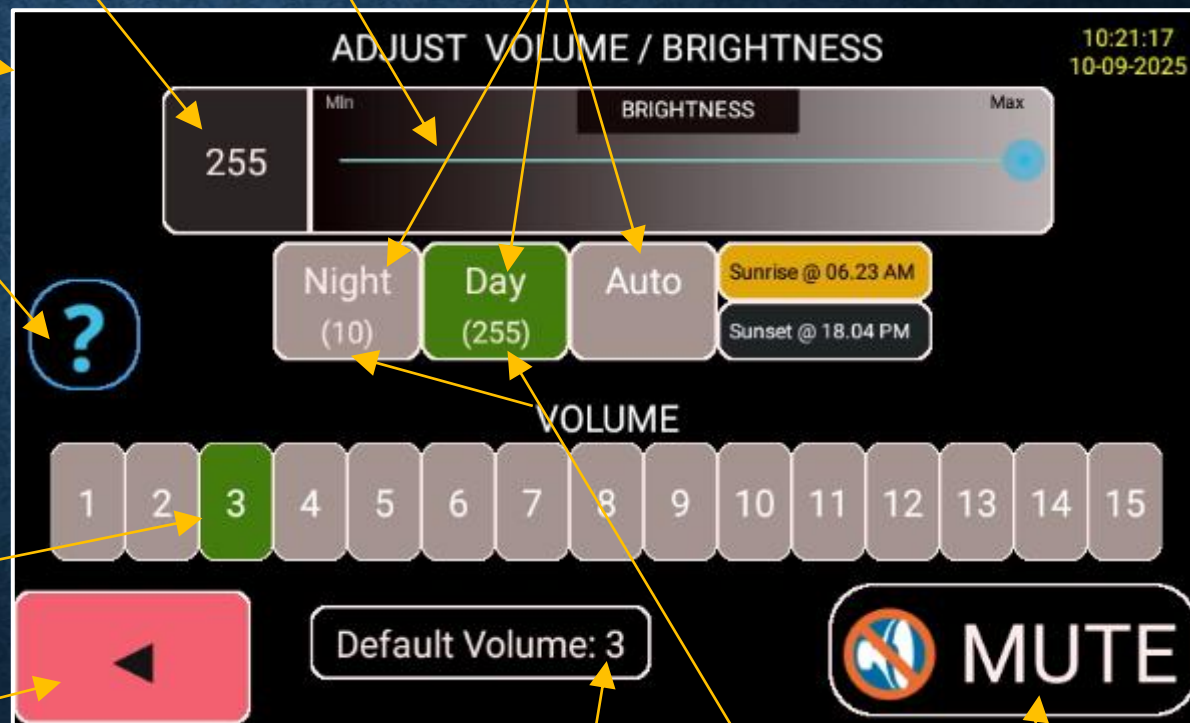 ADJUST VOLUME / BRIGHTNESS
10:21:17
10-09-2025
MIn
BRIGHTNESS
Max
255
Night
(10)
Day
(255)
Auto
Sunrise @ 06.23 AM
Sunset @ 18.04 PM
?
VOLUME
1 2 3 4 5 6 7 8 9 10 11 12 13 14 15
Default Volume: 3
MUTE